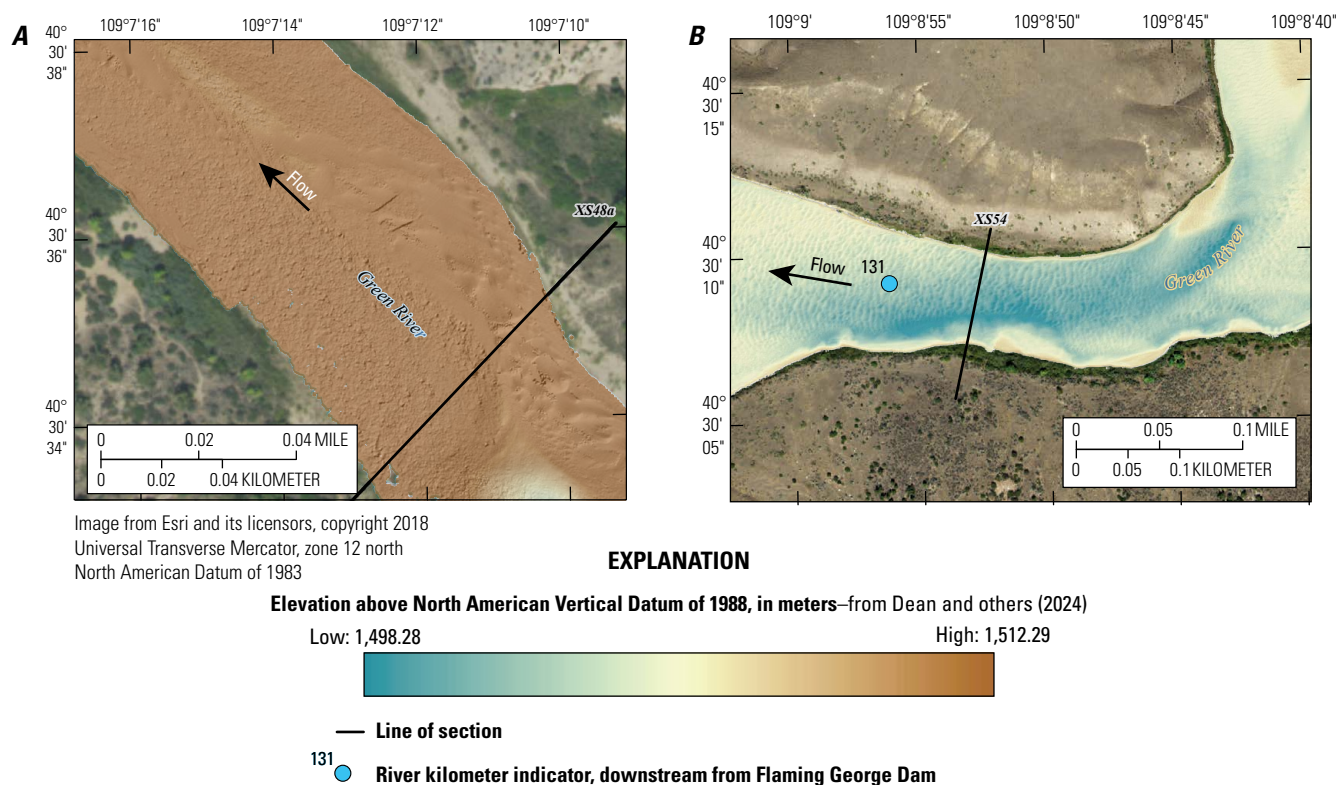 A
109°7'16" 109°7'14" 109°7'12" 109°7'10"
40°
30'
38"
40°
30'
36"
40°
30'
34"
Flow
XS48a
Green River
0 0.02 0.04 MILE
0 0.02 0.04 KILOMETER
B
109°9' 109°8'55" 109°8'50" 109°8'45" 109°8'40"
40°
30'
15"
40°
30'
10"
40°
30'
05"
XS54
Flow
131
Green River
0 0.05 0.1 MILE
0 0.05 0.1 KILOMETER
Image from Esri and its licensors, copyright 2018
Universal Transverse Mercator, zone 12 north
North American Datum of 1983
EXPLANATION
Elevation above North American Vertical Datum of 1988, in meters–from Dean and others (2024)
Low: 1,498.28 High: 1,512.29
Line of section
131
River kilometer indicator, downstream from Flaming George Dam